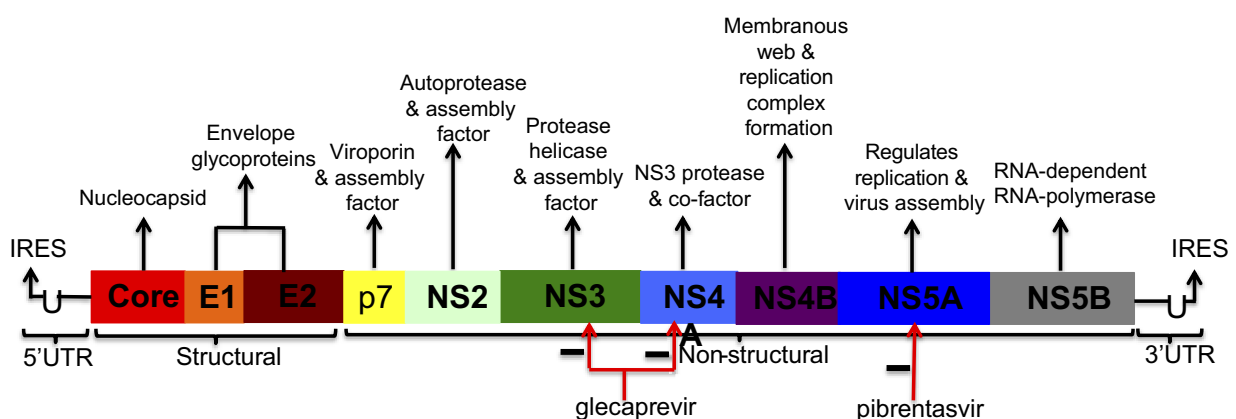 Membranous
web &
replication
complex
formation
Autoprotease
& assembly
factor
Envelope
glycoproteins
Viroporin
& assembly
factor
Protease
helicase
& assembly
factor
NS3 protease
& co-factor
Regulates
replication &
virus assembly
RNA-dependent
RNA-polymerase
Nucleocapsid
IRES
IRES
U
Core
E1
E2
p7
NS2
NS3
NS4
A
NS4B
NS5A
NS5B
U
5'UTR
Structural
Non-structural
3'UTR
glecaprevir
pibrentasvir